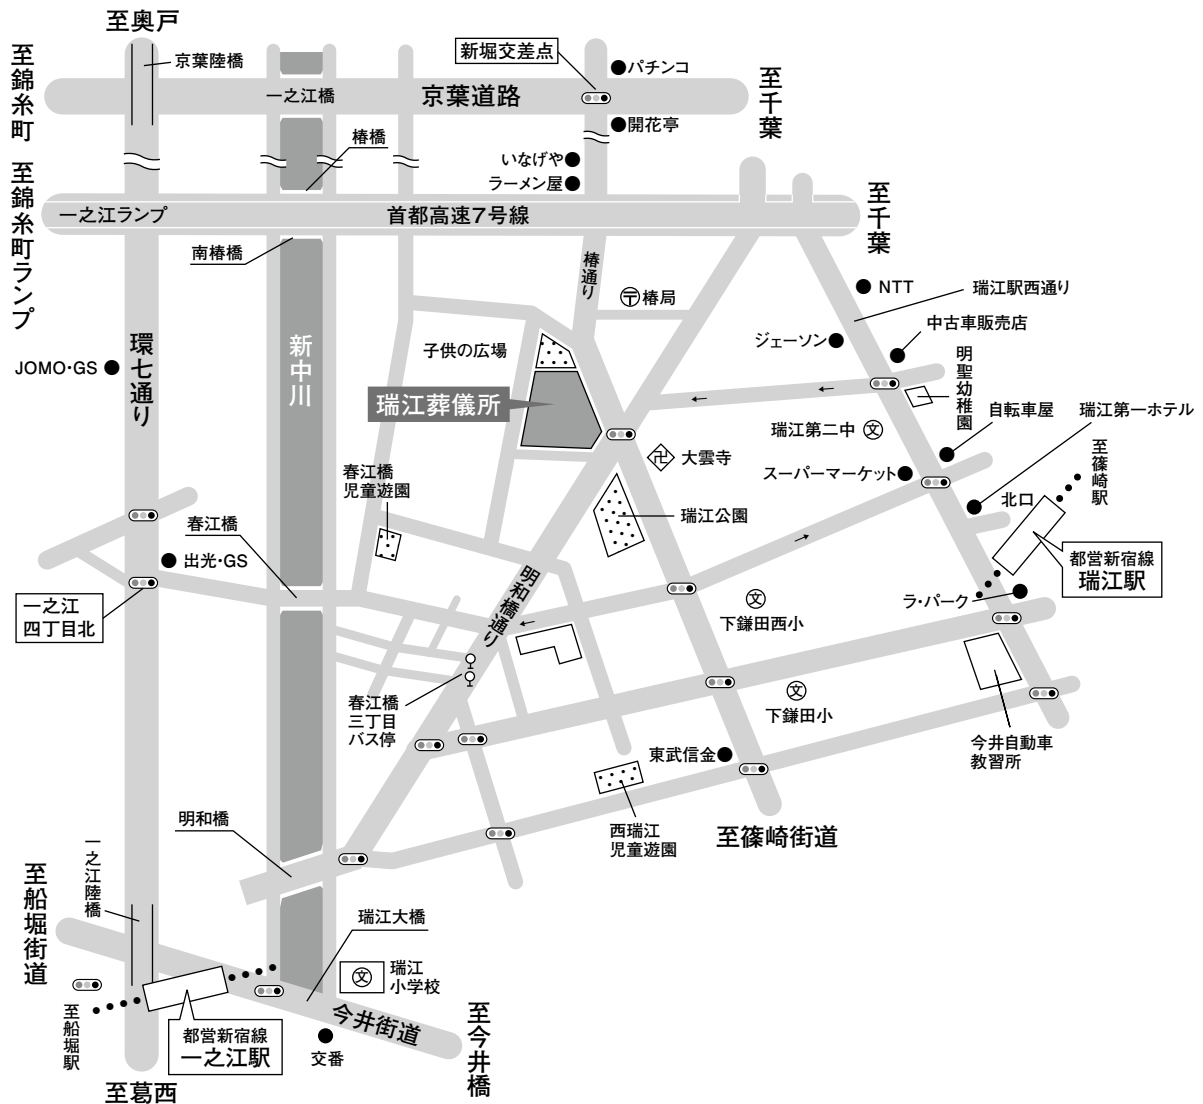 至奥戸
至錦糸町
京葉陸橋
新堀交差点
パチンコ
一之江橋
京葉道路
至千葉
開花亭
椿橋
いなげや
ラーメン屋
至錦糸町ランプ
一之江ランプ
首都高速7号線
至千葉
南椿橋
椿通り
〒椿局
NTT
瑞江駅西通り
中古車販売店
ジェーソン
環七通り
JOMO・GS
新中川
子供の広場
瑞江葬儀所
明聖幼稚園
自転車屋
瑞江第一ホテル
瑞江第二中
文
卍
大雲寺
スーパーマーケット
至篠崎駅
北口
春江橋
児童遊園
瑞江公園
春江橋
出光・GS
都営新宿線
瑞江駅
一之江
四丁目北
明和橋通り
文
下鎌田西小
ラ・パーク
春江橋
三丁目
バス停
文
下鎌田小
今井自動車
教習所
東武信金
明和橋
西瑞江
児童遊園
至篠崎街道
一之江陸橋
至船堀街道
瑞江大橋
文
瑞江
小学校
至船堀駅
都営新宿線
一之江駅
今井街道
交番
至今井橋
至葛西